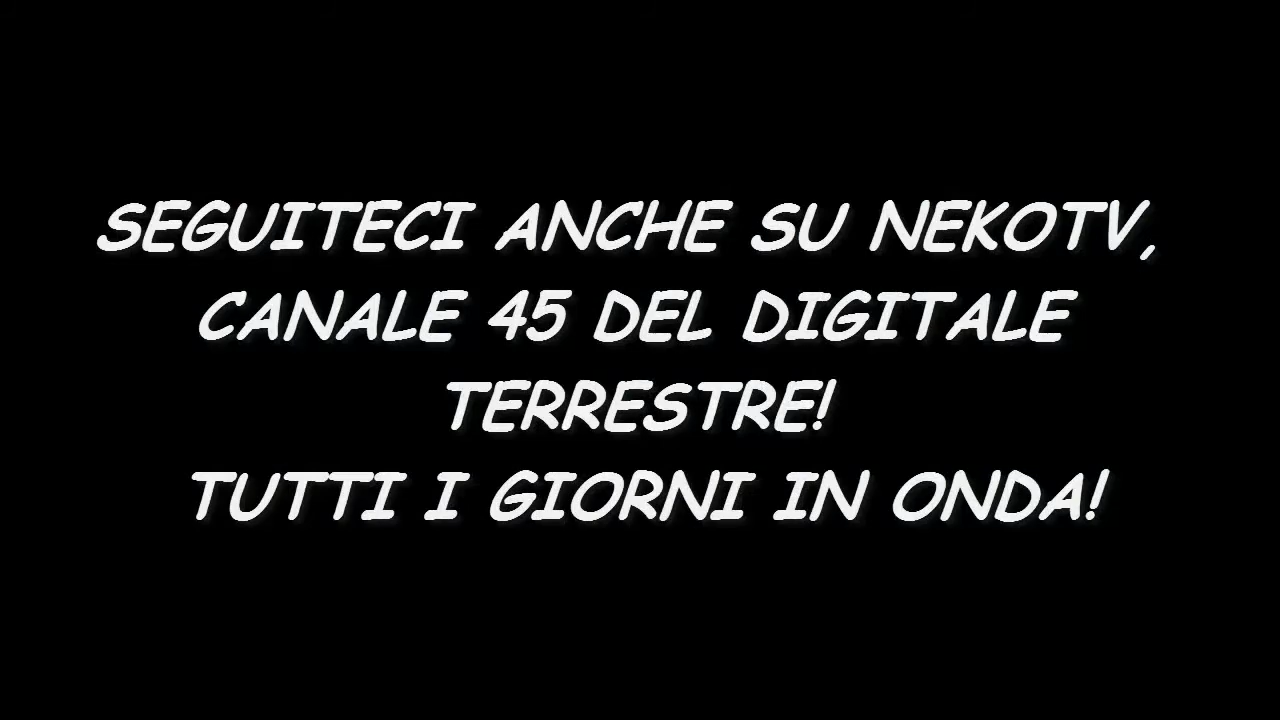 SEGUITECI ANCHE SU NEKOTV,
CANALE 45 DEL DIGITALE
TERRESTRE!
TUTTI I GIORNI IN ONDA!